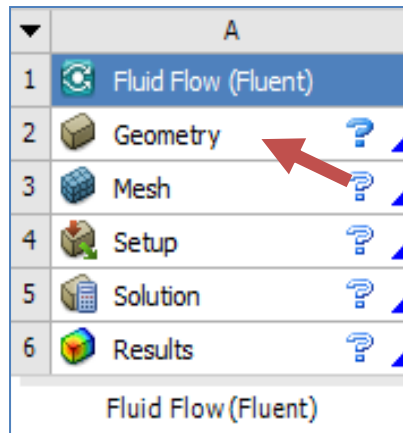 A
1 Fluid Flow (Fluent)
2 Geometry ?
3 Mesh ?
4 Setup ?
5 Solution ?
6 Results ?
Fluid Flow (Fluent)